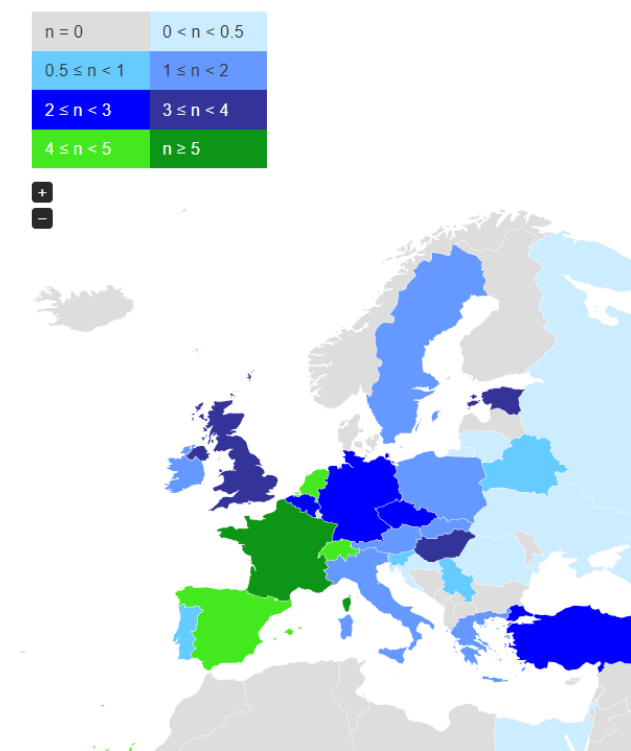 n = 0 0 < n < 0.5
0.5 ≤ n < 1 1 ≤ n < 2
2 ≤ n < 3 3 ≤ n < 4
4 ≤ n < 5 n ≥ 5
+
−